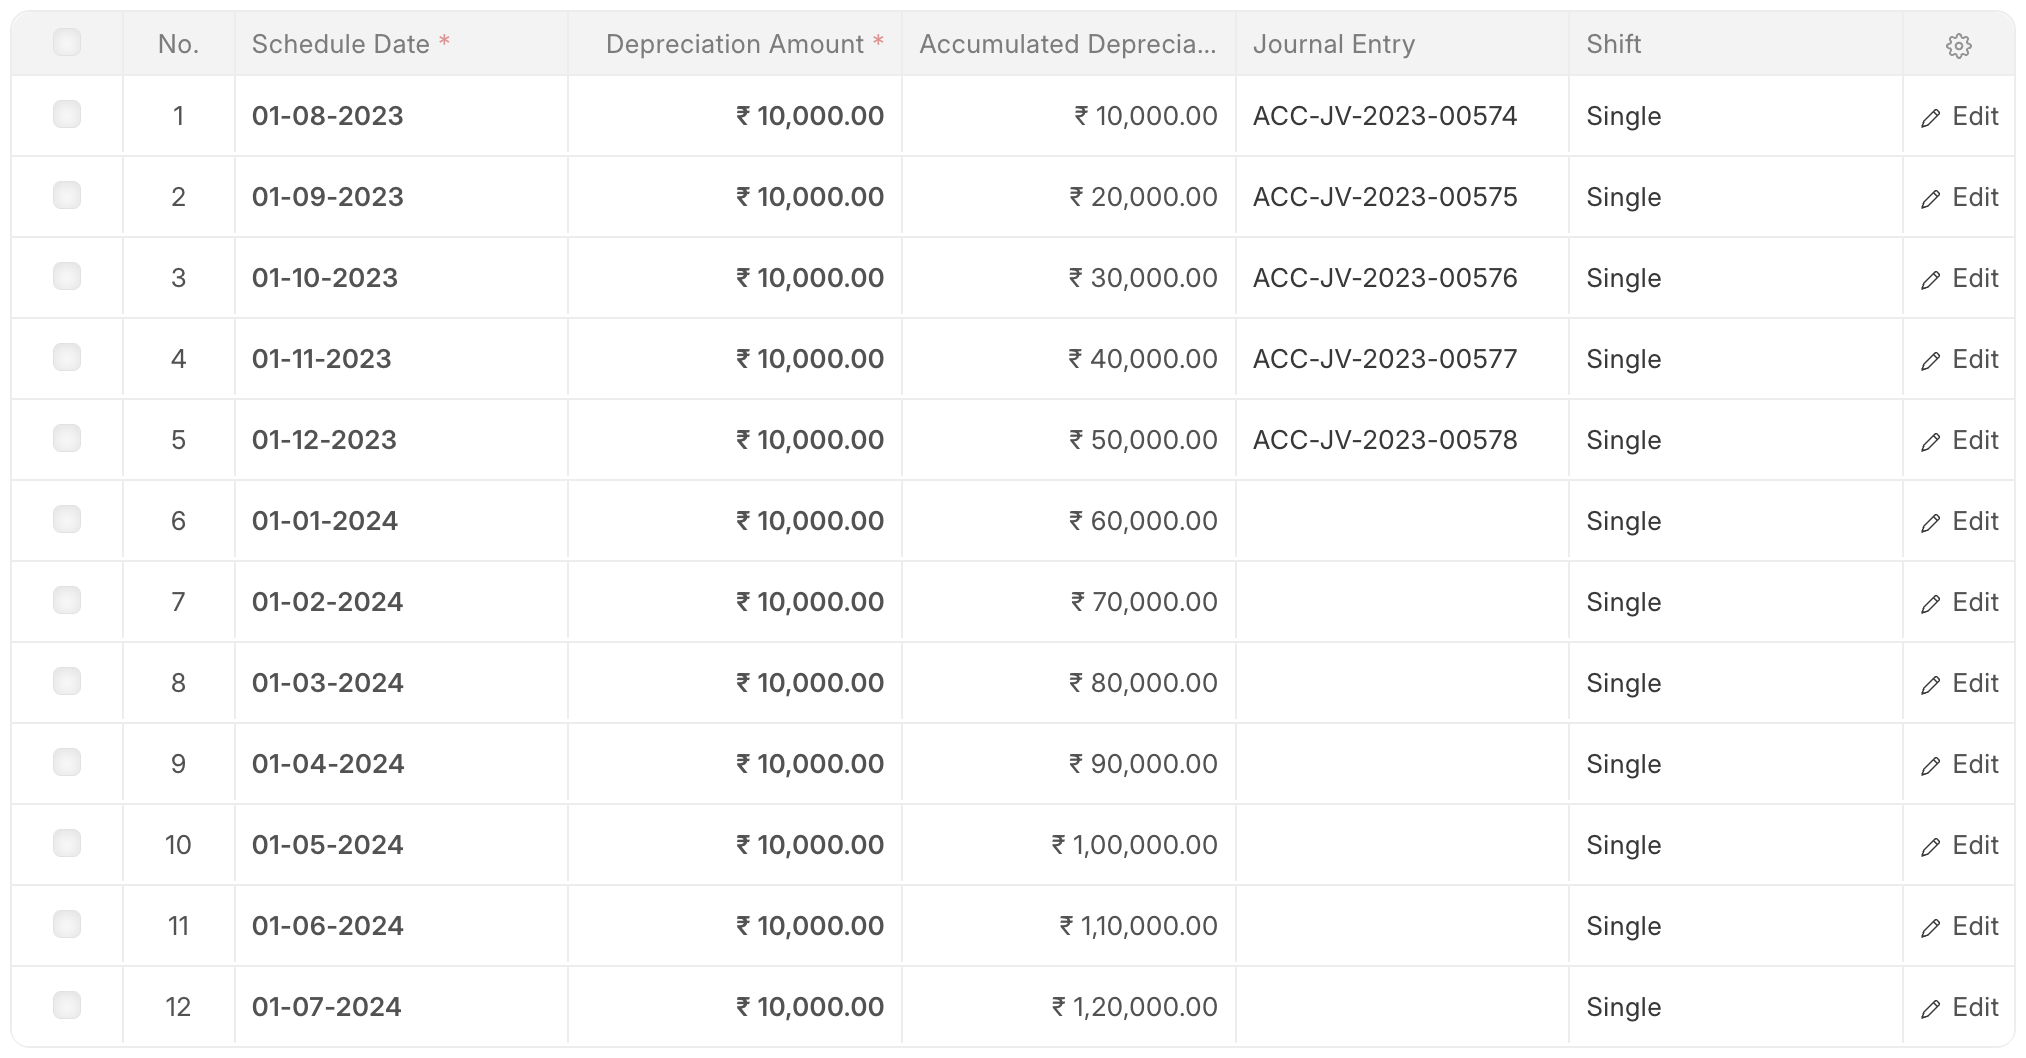 No. Schedule Date * Depreciation Amount * Accumulated Deprecia... Journal Entry Shift
1 01-08-2023 ₹ 10,000.00 ₹ 10,000.00 ACC-JV-2023-00574 Single Edit
2 01-09-2023 ₹ 10,000.00 ₹ 20,000.00 ACC-JV-2023-00575 Single Edit
3 01-10-2023 ₹ 10,000.00 ₹ 30,000.00 ACC-JV-2023-00576 Single Edit
4 01-11-2023 ₹ 10,000.00 ₹ 40,000.00 ACC-JV-2023-00577 Single Edit
5 01-12-2023 ₹ 10,000.00 ₹ 50,000.00 ACC-JV-2023-00578 Single Edit
6 01-01-2024 ₹ 10,000.00 ₹ 60,000.00 Single Edit
7 01-02-2024 ₹ 10,000.00 ₹ 70,000.00 Single Edit
8 01-03-2024 ₹ 10,000.00 ₹ 80,000.00 Single Edit
9 01-04-2024 ₹ 10,000.00 ₹ 90,000.00 Single Edit
10 01-05-2024 ₹ 10,000.00 ₹ 1,00,000.00 Single Edit
11 01-06-2024 ₹ 10,000.00 ₹ 1,10,000.00 Single Edit
12 01-07-2024 ₹ 10,000.00 ₹ 1,20,000.00 Single Edit